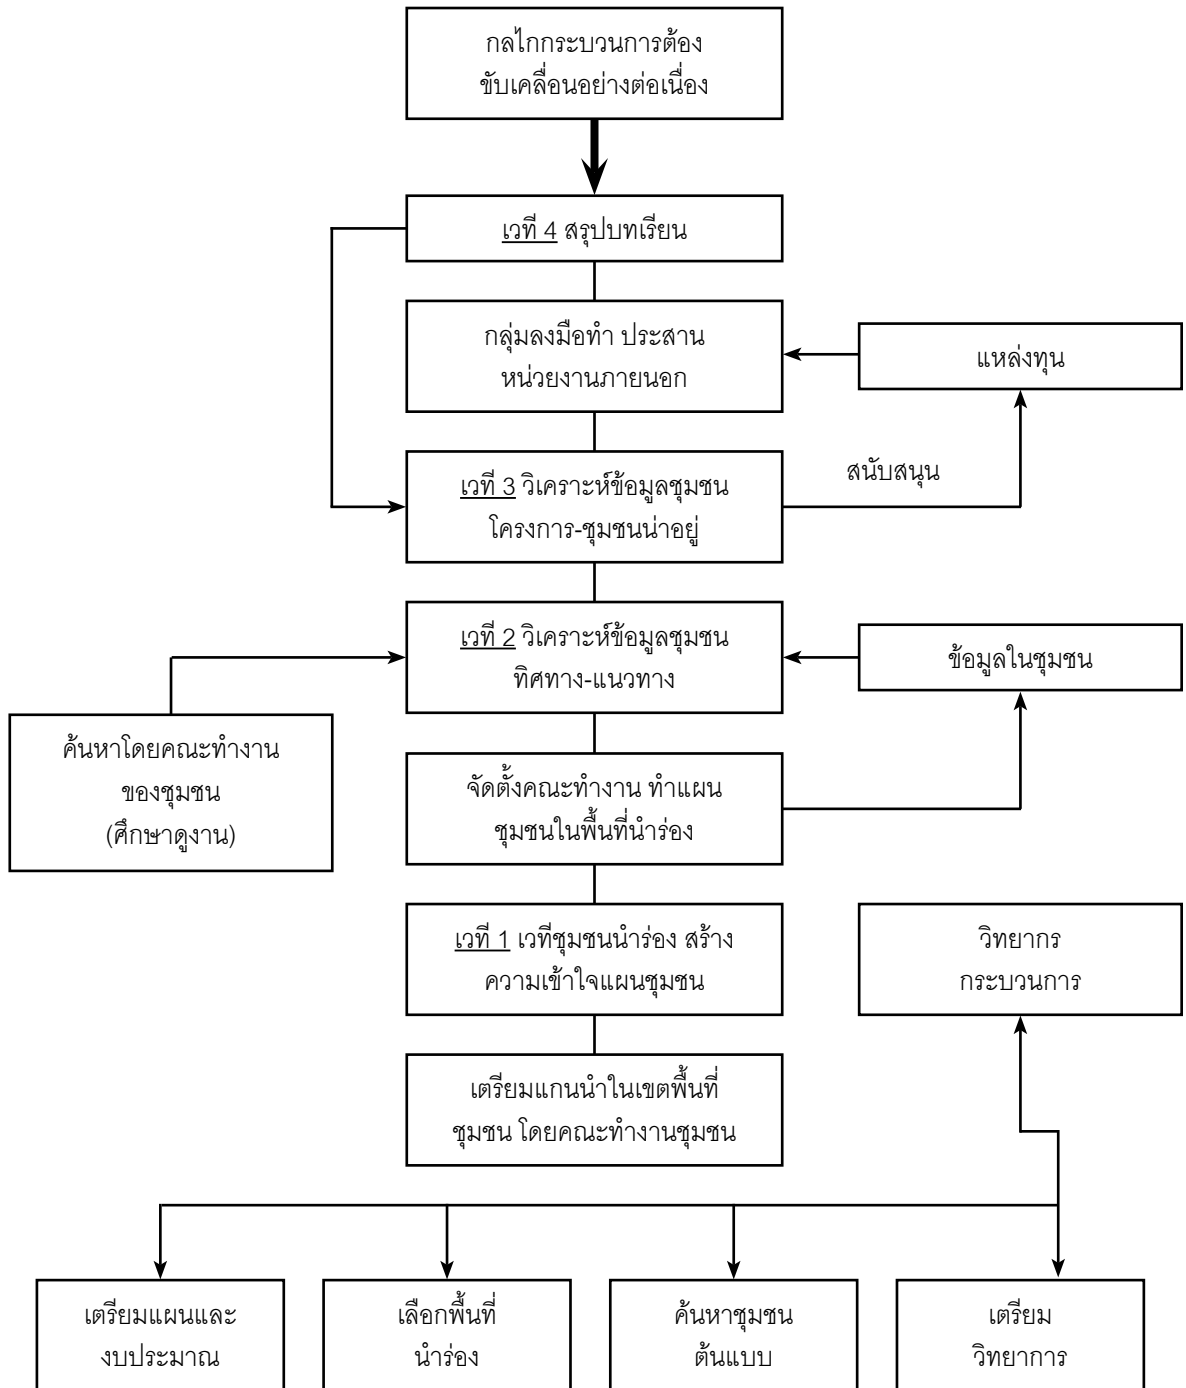 กลไกกระบวนการต้อง
ขับเคลื่อนอย่างต่อเนื่อง
เวที 4 สรุปบทเรียน
กลุ่มลงมือทำ ประสาน
หน่วยงานภายนอก
แหล่งทุน
สนับสนุน
เวที 3 วิเคราะห์ข้อมูลชุมชน
โครงการ-ชุมชนน่าอยู่
เวที 2 วิเคราะห์ข้อมูลชุมชน
ทิศทาง-แนวทาง
ข้อมูลในชุมชน
ค้นหาโดยคณะทำงาน
ของชุมชน
(ศึกษาดูงาน)
จัดตั้งคณะทำงาน ทำแผน
ชุมชนในพื้นที่นำร่อง
เวที 1 เวทีชุมชนนำร่อง สร้าง
ความเข้าใจแผนชุมชน
วิทยากร
กระบวนการ
เตรียมแกนนำในเขตพื้นที่
ชุมชน โดยคณะทำงานชุมชน
เตรียมแผนและ
งบประมาณ
เลือกพื้นที่
นำร่อง
ค้นหาชุมชน
ต้นแบบ
เตรียม
วิทยาการ